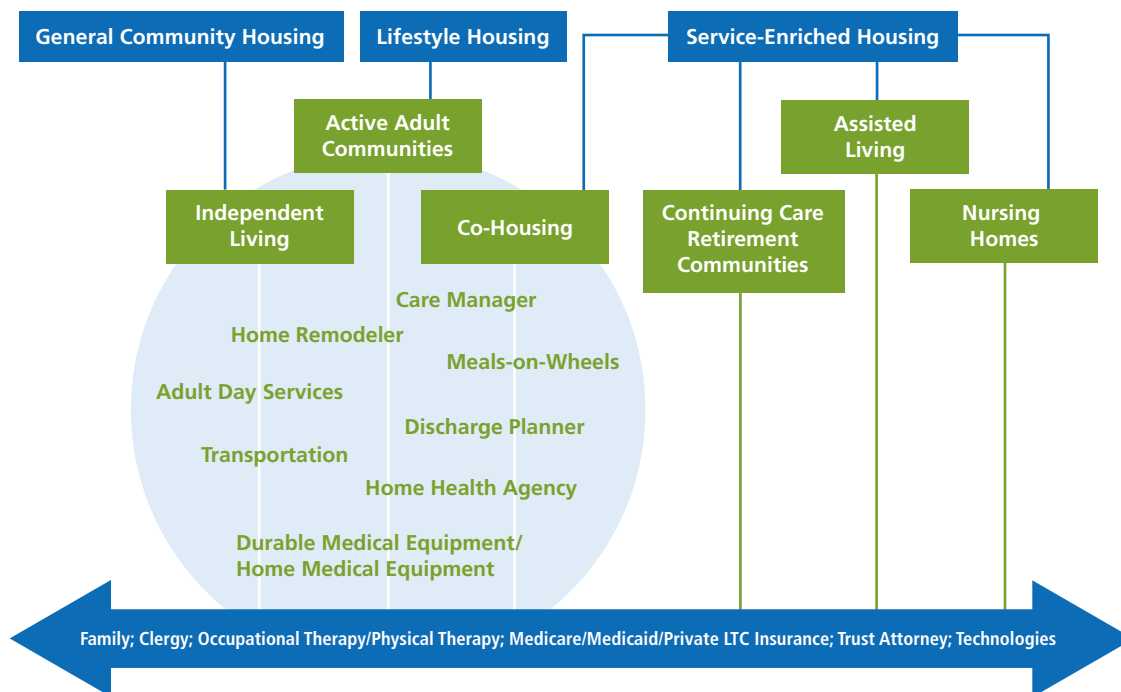 General Community Housing
Lifestyle Housing
Service-Enriched Housing
Active Adult
Communities
Assisted
Living
Independent
Living
Co-Housing
Continuing Care
Retirement
Communities
Nursing
Homes
Care Manager
Home Remodeler
Meals-on-Wheels
Adult Day Services
Discharge Planner
Transportation
Home Health Agency
Durable Medical Equipment/
Home Medical Equipment
Family; Clergy; Occupational Therapy/Physical Therapy; Medicare/Medicaid/Private LTC Insurance; Trust Attorney; Technologies